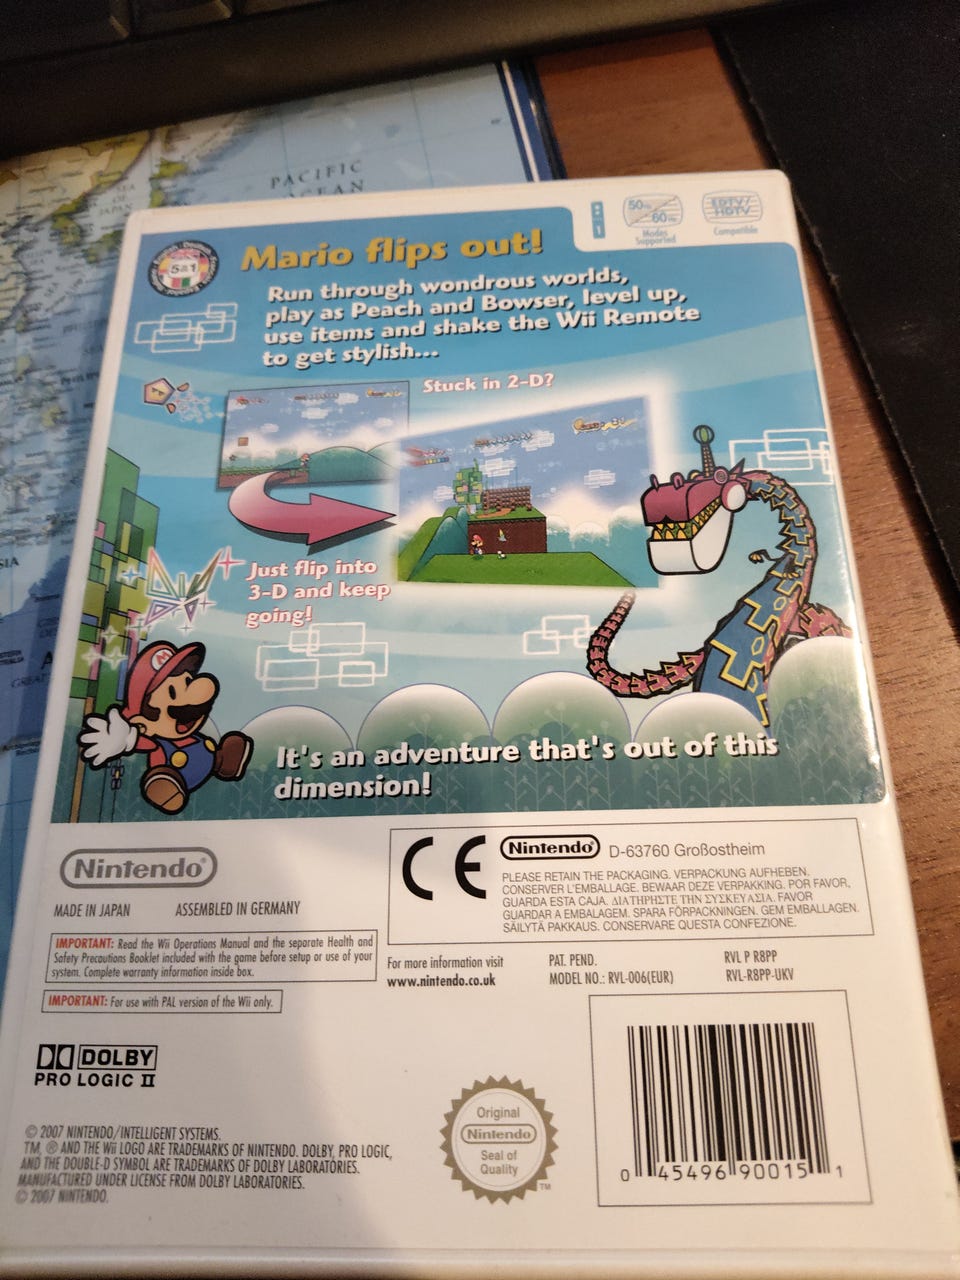 PACIFIC
SEA
OF
JAPAN
50Hz
60Hz
Modes
Supported
EDTV/
HDTV
Compatible
1
5in1
Mario flips out!
Run through wondrous worlds,
play as Peach and Bowser, level up,
use items and shake the Wii Remote
to get stylish...
Stuck in 2-D?
Just flip into
3-D and keep
going!
It's an adventure that's out of this
dimension!
Nintendo®
MADE IN JAPAN ASSEMBLED IN GERMANY
IMPORTANT: Read the Wii Operations Manual and the separate Health and
Safety Precautions Booklet included with the game before setup or use of your
system. Complete warranty information inside box.
IMPORTANT: For use with PAL version of the Wii only.
CE
Nintendo® D-63760 Großostheim
PLEASE RETAIN THE PACKAGING. VERPACKUNG AUFHEBEN.
CONSERVER L'EMBALLAGE. BEWAAR DEZE VERPAKKING. POR FAVOR,
GUARDA ESTA CAJA. ΔΙΑΤΗΡΗΣΤΕ ΤΗΝ ΣΥΣΚΕΥΑΣΙΑ. FAVOR
GUARDAR A EMBALAGEM. SPARA FÖRPACKNINGEN. GEM EMBALLAGEN.
SÄILYTÄ PAKKAUS. CONSERVARE QUESTA CONFEZIONE.
For more information visit
www.nintendo.co.uk
PAT. PEND.
MODEL NO.: RVL-006(EUR)
RVL P R8PP
RVL-R8PP-UKV
DOLBY
PRO LOGIC II
© 2007 NINTENDO/INTELLIGENT SYSTEMS.
TM, ® AND THE Wii LOGO ARE TRADEMARKS OF NINTENDO. DOLBY, PRO LOGIC,
AND THE DOUBLE-D SYMBOL ARE TRADEMARKS OF DOLBY LABORATORIES.
MANUFACTURED UNDER LICENSE FROM DOLBY LABORATORIES.
© 2007 NINTENDO.
Original
Nintendo
Seal of
Quality
TM
0 45496 90015 1